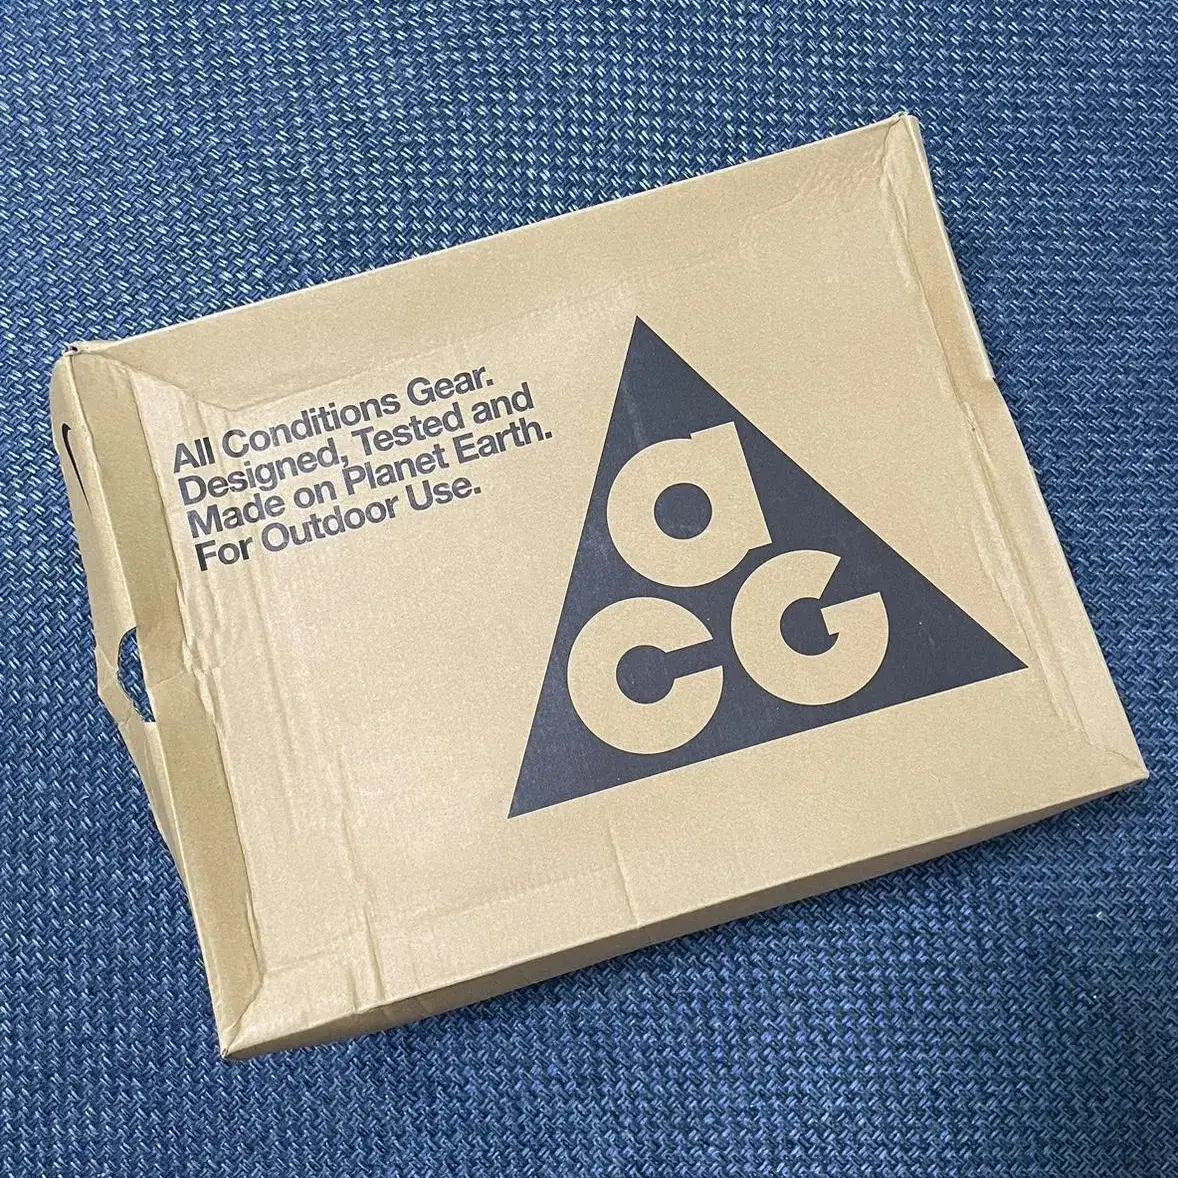 All Conditions Gear.
Designed, Tested and
Made on Planet Earth.
For Outdoor Use.
a
CG